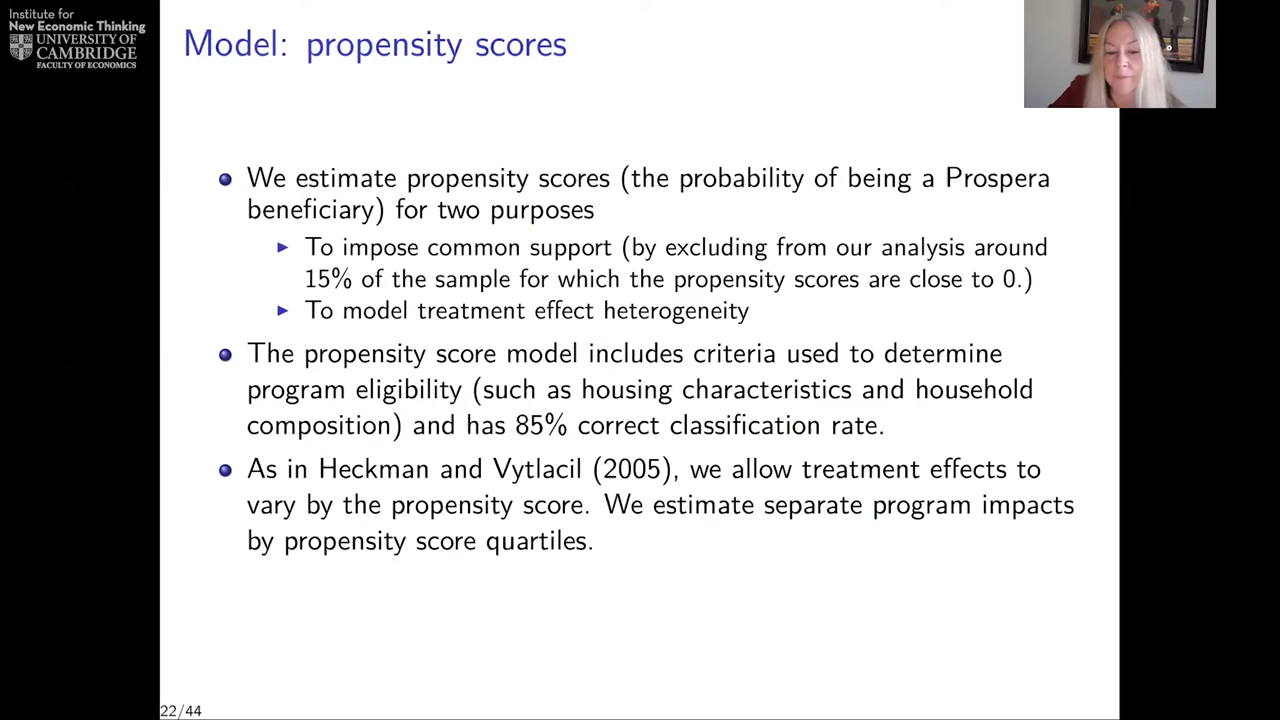 Institute for
New Economic Thinking
UNIVERSITY OF
CAMBRIDGE
FACULTY OF ECONOMICS
Model: propensity scores
We estimate propensity scores (the probability of being a Prospera
beneficiary) for two purposes
To impose common support (by excluding from our analysis around
15% of the sample for which the propensity scores are close to 0.)
To model treatment effect heterogeneity
The propensity score model includes criteria used to determine
program eligibility (such as housing characteristics and household
composition) and has 85% correct classification rate.
As in Heckman and Vytlacil (2005), we allow treatment effects to
vary by the propensity score. We estimate separate program impacts
by propensity score quartiles.
22/44